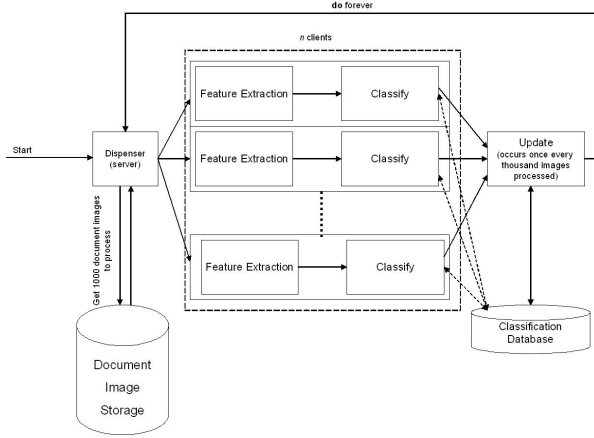 do forever
n clients
Feature Extraction
Classify
Start
Dispenser
(server)
Feature Extraction
Classify
Update
(occurs once every
thousand images
processed)
Get 1000 document images
to process
Feature Extraction
Classify
Document
Image
Storage
Classification
Database